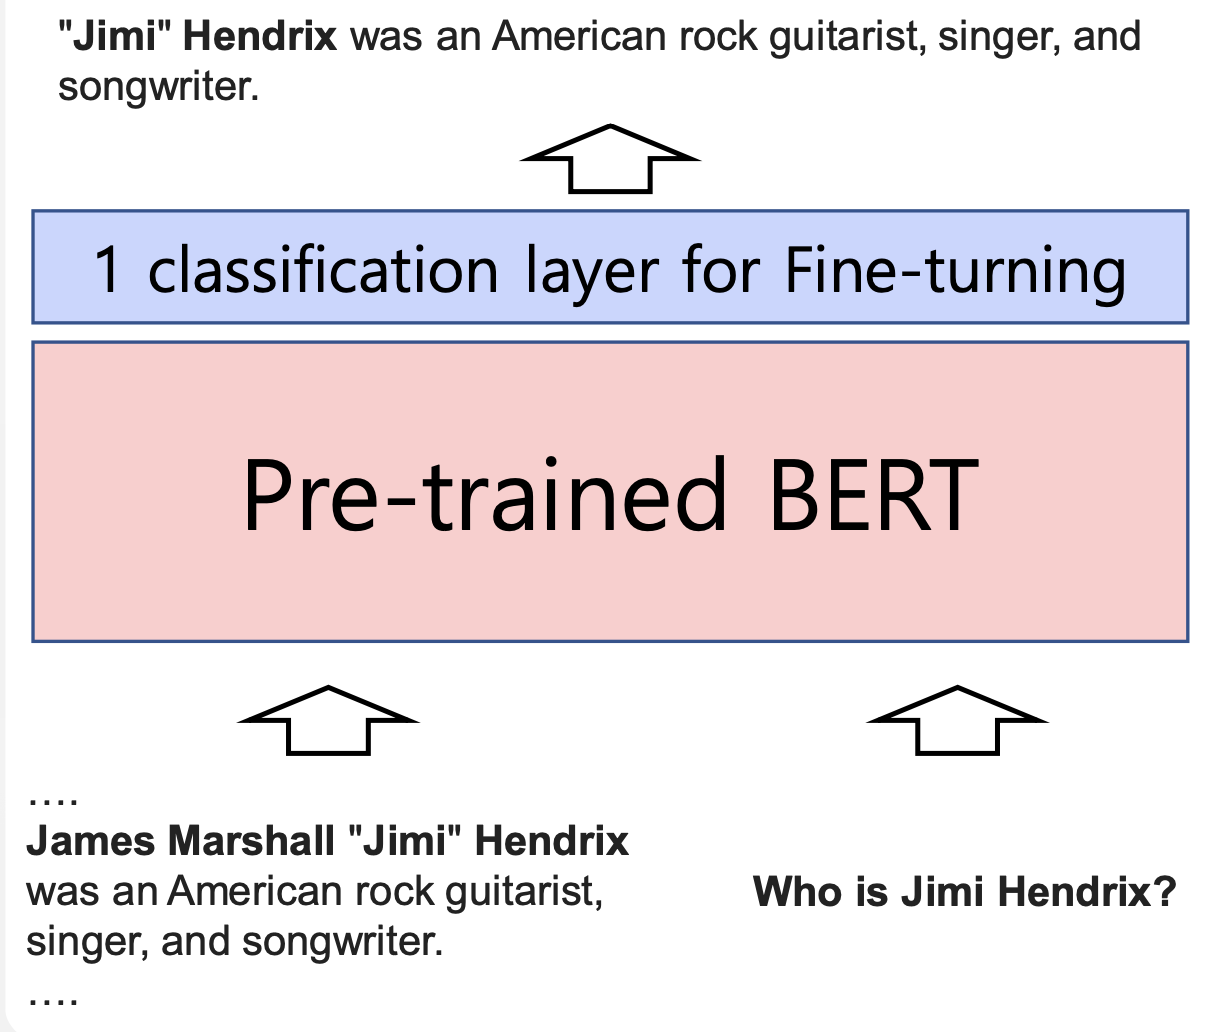 "Jimi" Hendrix was an American rock guitarist, singer, and
songwriter.
1 classification layer for Fine-turning
Pre-trained BERT
....
James Marshall "Jimi" Hendrix
was an American rock guitarist,
singer, and songwriter.
....
Who is Jimi Hendrix?